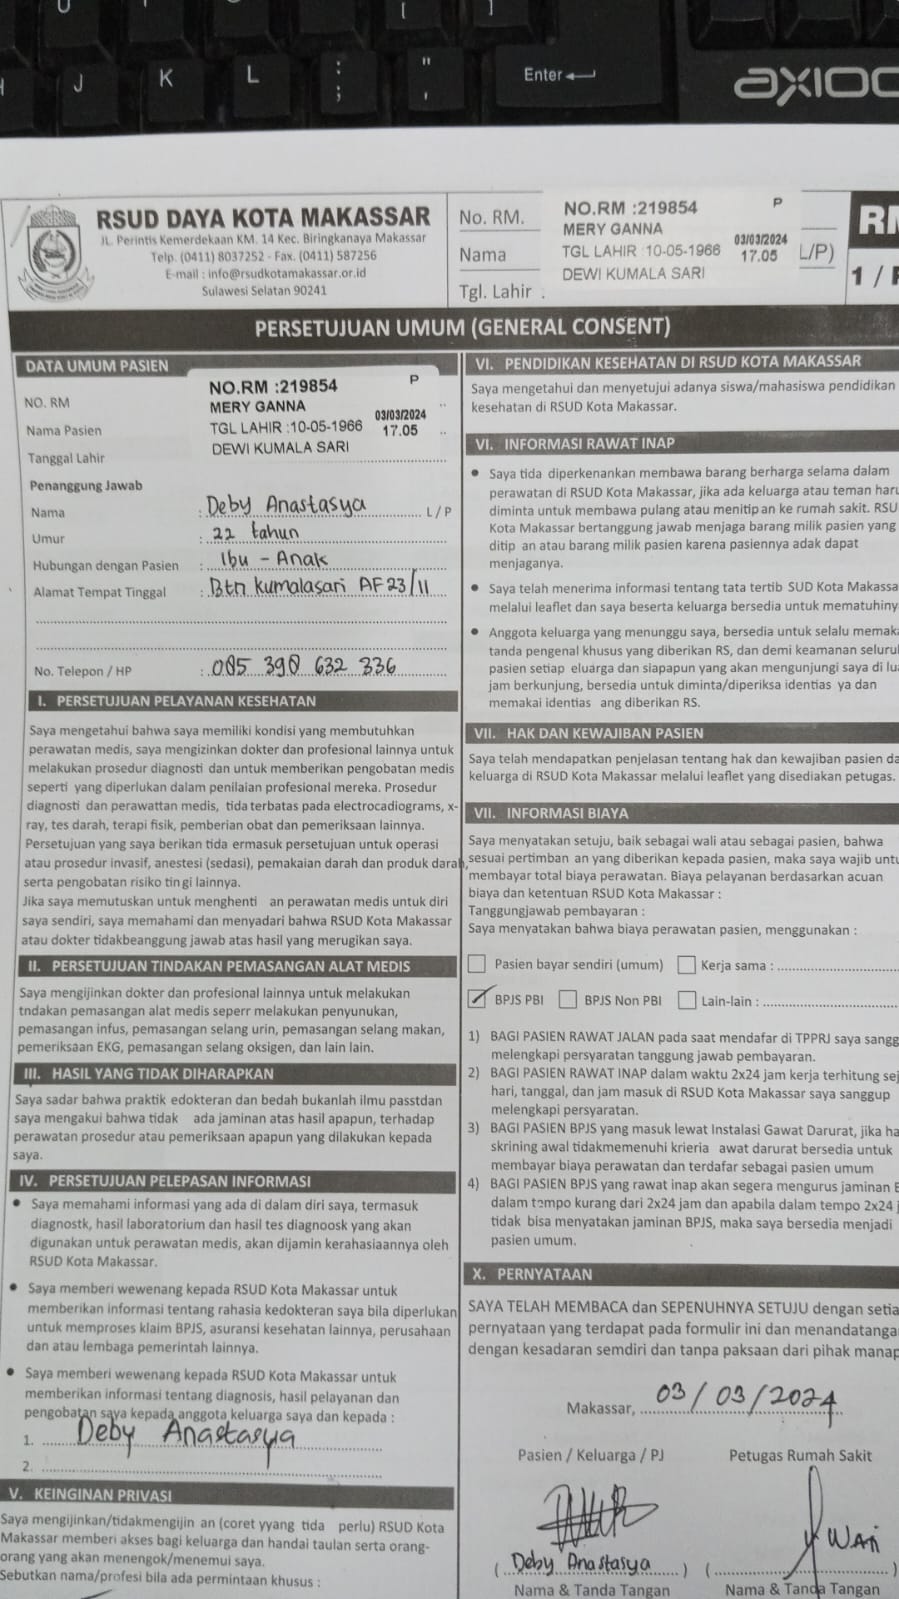 U [ ]
J K L : ; " ' Enter
AXIOO
RSUD DAYA KOTA MAKASSAR
JL. Perintis Kemerdekaan KM. 14 Kec. Biringkanaya Makassar
Telp. (0411) 8037252 - Fax. (0411) 587256
E-mail : info@rsudkotamakassar.or.id
Sulawesi Selatan 90241
No. RM.
Nama
Tgl. Lahir :
NO.RM :219854 P
MERY GANNA
TGL LAHIR :10-05-1966 03/03/2024 17.05
DEWI KUMALA SARI
L/P)
1 /
PERSETUJUAN UMUM (GENERAL CONSENT)
DATA UMUM PASIEN
NO. RM
Nama Pasien
Tanggal Lahir
NO.RM :219854 P
MERY GANNA
TGL LAHIR :10-05-1966 03/03/2024 17.05
DEWI KUMALA SARI
Penanggung Jawab
Nama : Deby Anastasya L / P
Umur : 22 tahun
Hubungan dengan Pasien : Ibu - Anak
Alamat Tempat Tinggal : Btn kumalasari AF 23/11
No. Telepon / HP : 085 398 632 336
I. PERSETUJUAN PELAYANAN KESEHATAN
Saya mengetahui bahwa saya memiliki kondisi yang membutuhkan
perawatan medis, saya mengizinkan dokter dan profesional lainnya untuk
melakukan prosedur diagnosti dan untuk memberikan pengobatan medis
seperti yang diperlukan dalam penilaian profesional mereka. Prosedur
diagnosti dan perawattan medis, tida terbatas pada electrocadiograms, x-
ray, tes darah, terapi fisik, pemberian obat dan pemeriksaan lainnya.
Persetujuan yang saya berikan tida ermasuk persetujuan untuk operasi
atau prosedur invasif, anestesi (sedasi), pemakaian darah dan produk darah,
serta pengobatan risiko tin gi lainnya.
Jika saya memutuskan untuk menghenti an perawatan medis untuk diri
saya sendiri, saya memahami dan menyadari bahwa RSUD Kota Makassar
atau dokter tidakbeanggung jawab atas hasil yang merugikan saya.
II. PERSETUJUAN TINDAKAN PEMASANGAN ALAT MEDIS
Saya mengijinkan dokter dan profesional lainnya untuk melakukan
tndakan pemasangan alat medis seperr melakukan penyunukan,
pemasangan infus, pemasangan selang urin, pemasangan selang makan,
pemeriksaan EKG, pemasangan selang oksigen, dan lain lain.
III. HASIL YANG TIDAK DIHARAPKAN
Saya sadar bahwa praktik edokteran dan bedah bukanlah ilmu passtdan
saya mengakui bahwa tidak ada jaminan atas hasil apapun, terhadap
perawatan prosedur atau pemeriksaan apapun yang dilakukan kepada
saya.
IV. PERSETUJUAN PELEPASAN INFORMASI
• Saya memahami informasi yang ada di dalam diri saya, termasuk
diagnostk, hasil laboratorium dan hasil tes diagnoosk yang akan
digunakan untuk perawatan medis, akan dijamin kerahasiaannya oleh
RSUD Kota Makassar.
• Saya memberi wewenang kepada RSUD Kota Makassar untuk
memberikan informasi tentang rahasia kedokteran saya bila diperlukan
untuk memproses klaim BPJS, asuransi kesehatan lainnya, perusahaan
dan atau lembaga pemerintah lainnya.
• Saya memberi wewenang kepada RSUD Kota Makassar untuk
memberikan informasi tentang diagnosis, hasil pelayanan dan
pengobatan saya kepada anggota keluarga saya dan kepada :
1. Deby Anastasya
2.
V. KEINGINAN PRIVASI
Saya mengijinkan/tidakmengijin an (coret yyang tida perlu) RSUD Kota
Makassar memberi akses bagi keluarga dan handai taulan serta orang-
orang yang akan menengok/menemui saya.
Sebutkan nama/profesi bila ada permintaan khusus :
VI. PENDIDIKAN KESEHATAN DI RSUD KOTA MAKASSAR
Saya mengetahui dan menyetujui adanya siswa/mahasiswa pendidikan
kesehatan di RSUD Kota Makassar.
VI. INFORMASI RAWAT INAP
• Saya tida diperkenankan membawa barang berharga selama dalam
perawatan di RSUD Kota Makassar, jika ada keluarga atau teman haru
diminta untuk membawa pulang atau menitip an ke rumah sakit. RSU
Kota Makassar bertanggung jawab menjaga barang milik pasien yang
ditip an atau barang milik pasien karena pasiennya adak dapat
menjaganya.
• Saya telah menerima informasi tentang tata tertib SUD Kota Makassa
melalui leaflet dan saya beserta keluarga bersedia untuk mematuhiny
• Anggota keluarga yang menunggu saya, bersedia untuk selalu memak
tanda pengenal khusus yang diberikan RS, dan demi keamanan seluru
pasien setiap eluarga dan siapapun yang akan mengunjungi saya di lua
jam berkunjung, bersedia untuk diminta/diperiksa identias ya dan
memakai identias ang diberikan RS.
VII. HAK DAN KEWAJIBAN PASIEN
Saya telah mendapatkan penjelasan tentang hak dan kewajiban pasien da
keluarga di RSUD Kota Makassar melalui leaflet yang disediakan petugas.
VII. INFORMASI BIAYA
Saya menyatakan setuju, baik sebagai wali atau sebagai pasien, bahwa
sesuai pertimban an yang diberikan kepada pasien, maka saya wajib untu
membayar total biaya perawatan. Biaya pelayanan berdasarkan acuan
biaya dan ketentuan RSUD Kota Makassar :
Tanggungjawab pembayaran :
Saya menyatakan bahwa biaya perawatan pasien, menggunakan :
Pasien bayar sendiri (umum) Kerja sama :
BPJS PBI BPJS Non PBI Lain-lain :
1) BAGI PASIEN RAWAT JALAN pada saat mendafar di TPPRJ saya sangg
melengkapi persyaratan tanggung jawab pembayaran.
2) BAGI PASIEN RAWAT INAP dalam waktu 2x24 jam kerja terhitung sej
hari, tanggal, dan jam masuk di RSUD Kota Makassar saya sanggup
melengkapi persyaratan.
3) BAGI PASIEN BPJS yang masuk lewat Instalasi Gawat Darurat, jika ha
skrining awal tidakmemenuhi krieria awat darurat bersedia untuk
membayar biaya perawatan dan terdafar sebagai pasien umum
4) BAGI PASIEN BPJS yang rawat inap akan segera mengurus jaminan B
dalam tempo kurang dari 2x24 jam dan apabila dalam tempo 2x24 j
tidak bisa menyatakan jaminan BPJS, maka saya bersedia menjadi
pasien umum.
X. PERNYATAAN
SAYA TELAH MEMBACA dan SEPENUHNYA SETUJU dengan setia
pernyataan yang terdapat pada formulir ini dan menandatanga
dengan kesadaran semdiri dan tanpa paksaan dari pihak manap
Makassar, 03/03/2024
Pasien / Keluarga / PJ Petugas Rumah Sakit
( Deby Anastasya ) ( Wan )
Nama & Tanda Tangan Nama & Tanda Tangan